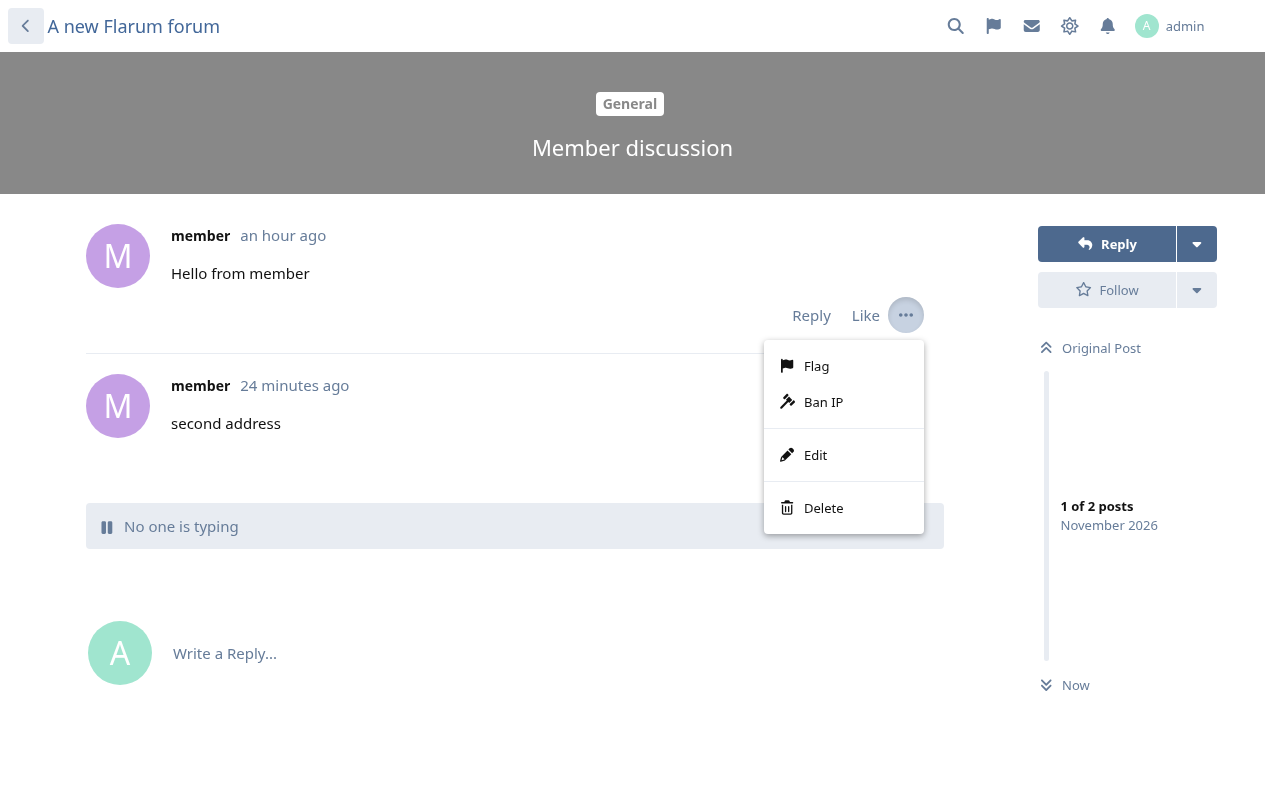 A new Flarum forum
A admin
General
Member discussion
M
member an hour ago
Hello from member
Reply Like
Flag
Ban IP
Edit
Delete
M
member 24 minutes ago
second address
No one is typing
A
Write a Reply...
Reply
Follow
Original Post
1 of 2 posts
November 2026
Now